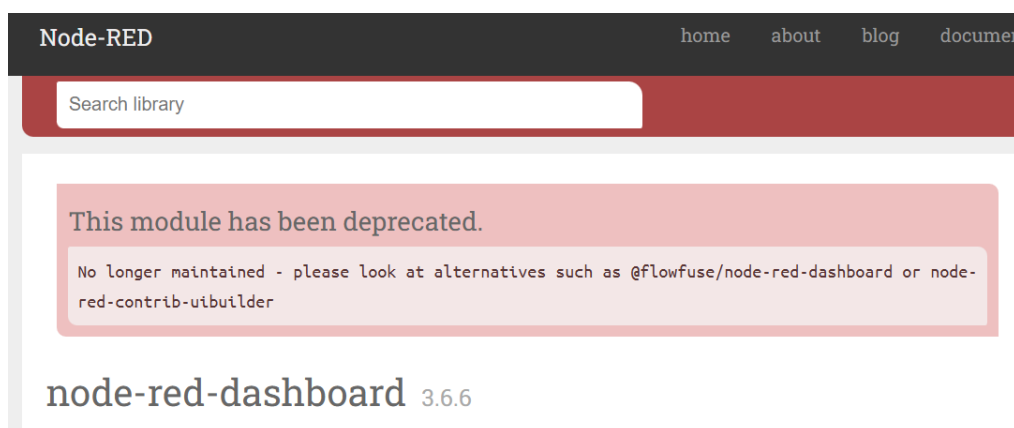 Node-RED
home about blog
Search library
This module has been deprecated.
No longer maintained - please look at alternatives such as @flowfuse/node-red-dashboard or node-
red-contrib-uibuilder
node-red-dashboard 3.6.6